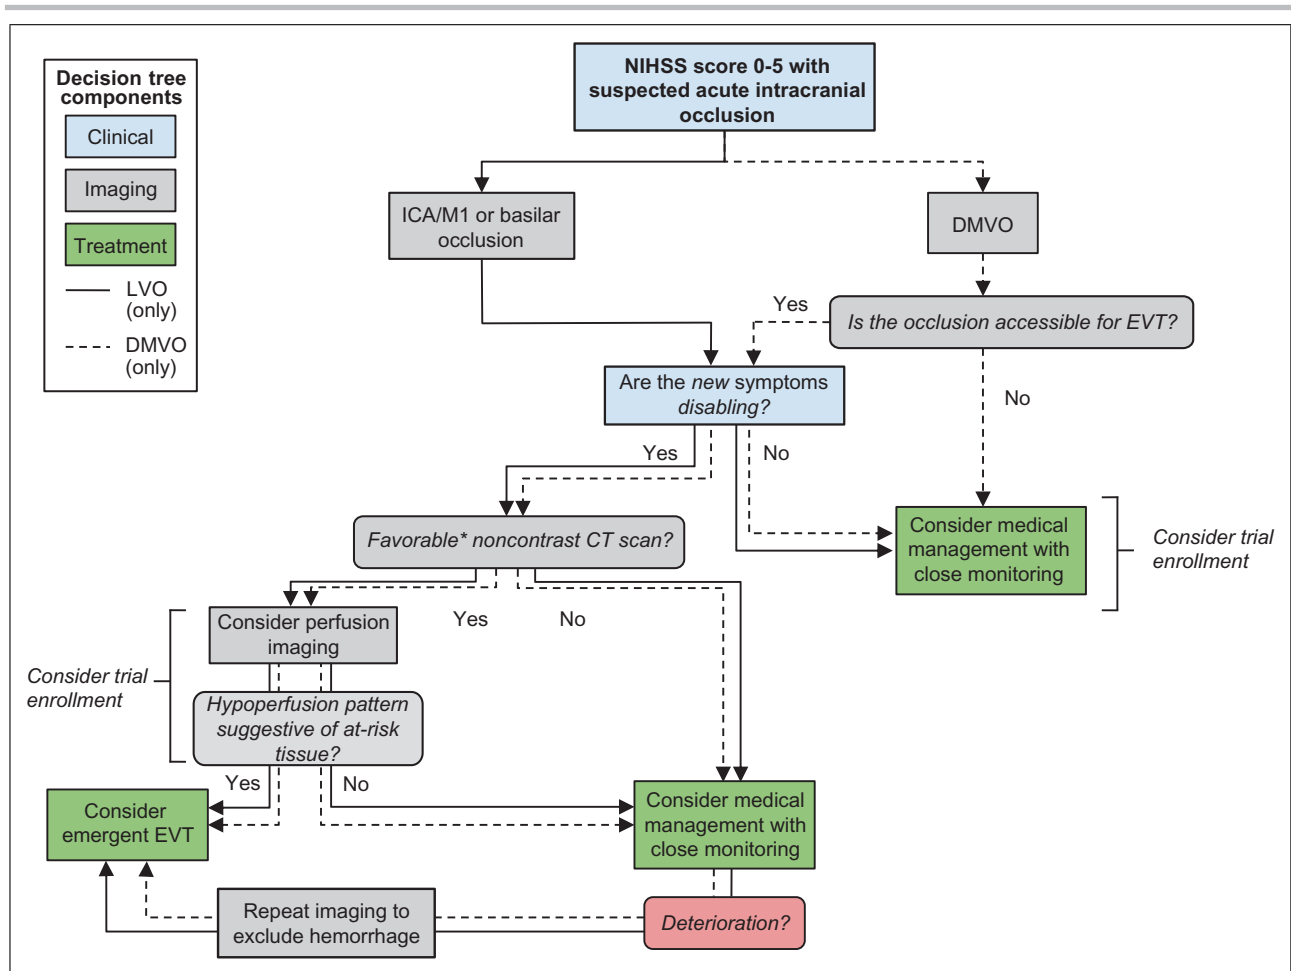 Decision tree
components
Clinical
Imaging
Treatment
LVO
(only)
DMVO
(only)
NIHSS score 0-5 with
suspected acute intracranial
occlusion
ICA/M1 or basilar
occlusion
DMVO
Is the occlusion accessible for EVT?
Yes
No
Are the new symptoms
disabling?
Yes
No
Favorable* noncontrast CT scan?
Consider medical
management with
close monitoring
Consider trial
enrollment
Yes
No
Consider perfusion
imaging
Consider trial
enrollment
Hypoperfusion pattern
suggestive of at-risk
tissue?
Yes
No
Consider
emergent EVT
Consider medical
management with
close monitoring
Repeat imaging to
exclude hemorrhage
Deterioration?